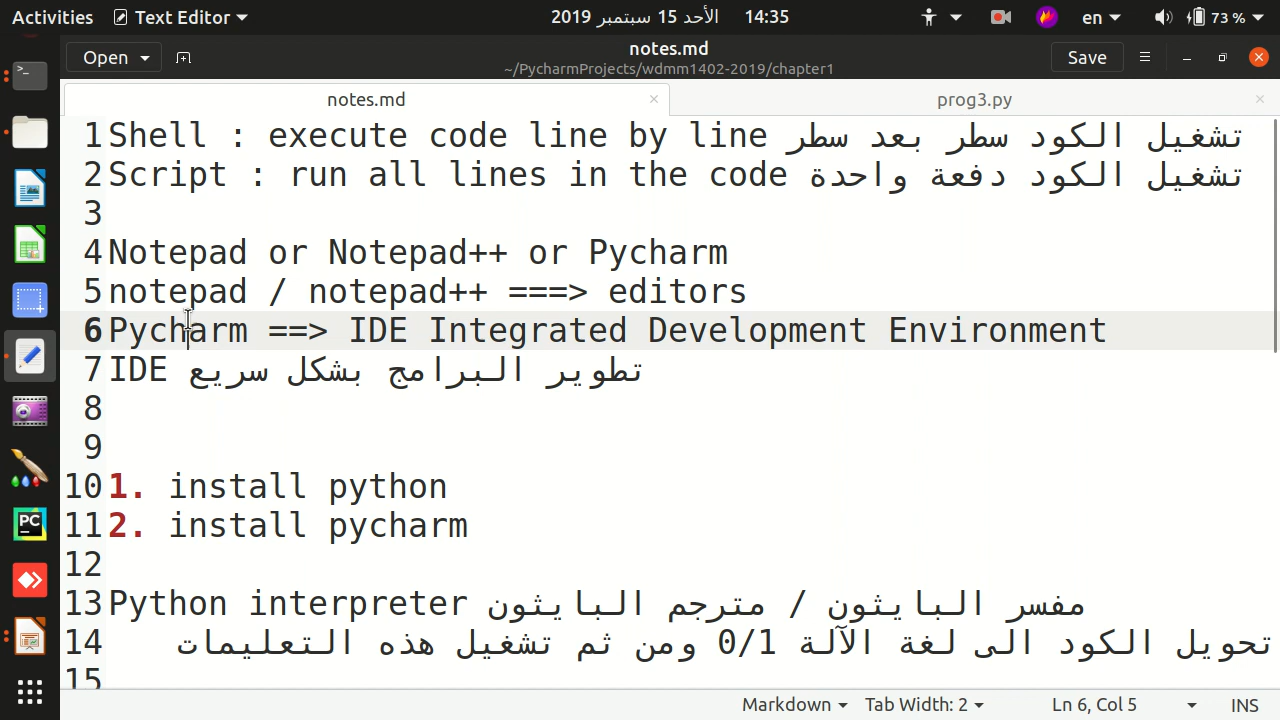 Activities Text Editor الأحد 15 سبتمبر 2019 14:35 en 73 %
Open notes.md Save
~/PycharmProjects/wdmm1402-2019/chapter1
notes.md prog3.py
1 Shell : execute code line by line تشغيل الكود سطر بعد سطر
2 Script : run all lines in the code تشغيل الكود دفعة واحدة
3
4 Notepad or Notepad++ or Pycharm
5 notepad / notepad++ ===> editors
6 Pycharm ==> IDE Integrated Development Environment
7 IDE تطوير البرامج بشكل سريع
8
9
10 1. install python
11 2. install pycharm
12
13 Python interpreter مفسر البايثون / مترجم البايثون
14 تحويل الكود الى لغة الآلة 0/1 ومن ثم تشغيل هذه التعليمات
15
PC
Markdown Tab Width: 2 Ln 6, Col 5 INS